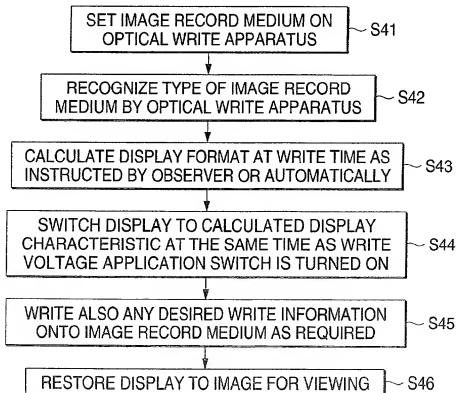 SET IMAGE RECORD MEDIUM ON
OPTICAL WRITE APPARATUS
S41
RECOGNIZE TYPE OF IMAGE RECORD
MEDIUM BY OPTICAL WRITE APPARATUS
S42
CALCULATE DISPLAY FORMAT AT WRITE TIME AS
INSTRUCTED BY OBSERVER OR AUTOMATICALLY
S43
SWITCH DISPLAY TO CALCULATED DISPLAY
CHARACTERISTIC AT THE SAME TIME AS WRITE
VOLTAGE APPLICATION SWITCH IS TURNED ON
S44
WRITE ALSO ANY DESIRED WRITE INFORMATION
ONTO IMAGE RECORD MEDIUM AS REQUIRED
S45
RESTORE DISPLAY TO IMAGE FOR VIEWING
S46